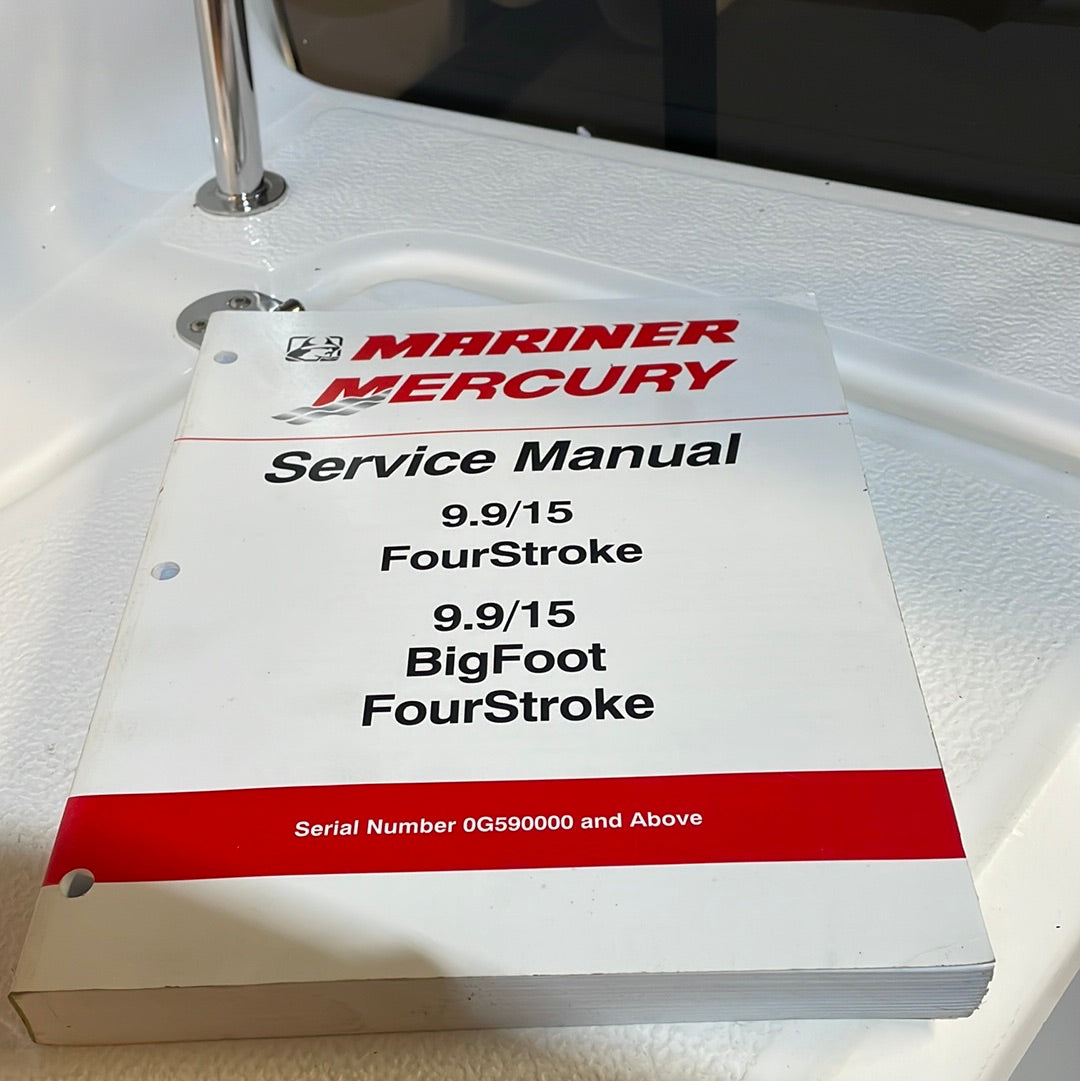 MARINER
MERCURY
Service Manual
9.9/15
FourStroke
9.9/15
BigFoot
FourStroke
Serial Number 0G590000 and Above